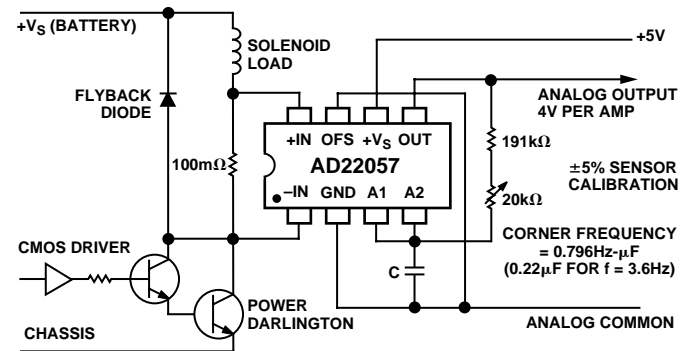 +VS (BATTERY)
SOLENOID
LOAD
+5V
FLYBACK
DIODE
ANALOG OUTPUT
4V PER AMP
+IN OFS +VS OUT
191kΩ
100mΩ
AD22057
±5% SENSOR
CALIBRATION
–IN GND A1 A2
20kΩ
CORNER FREQUENCY
= 0.796Hz-μF
(0.22μF FOR f = 3.6Hz)
CMOS DRIVER
C
POWER
DARLINGTON
ANALOG COMMON
CHASSIS